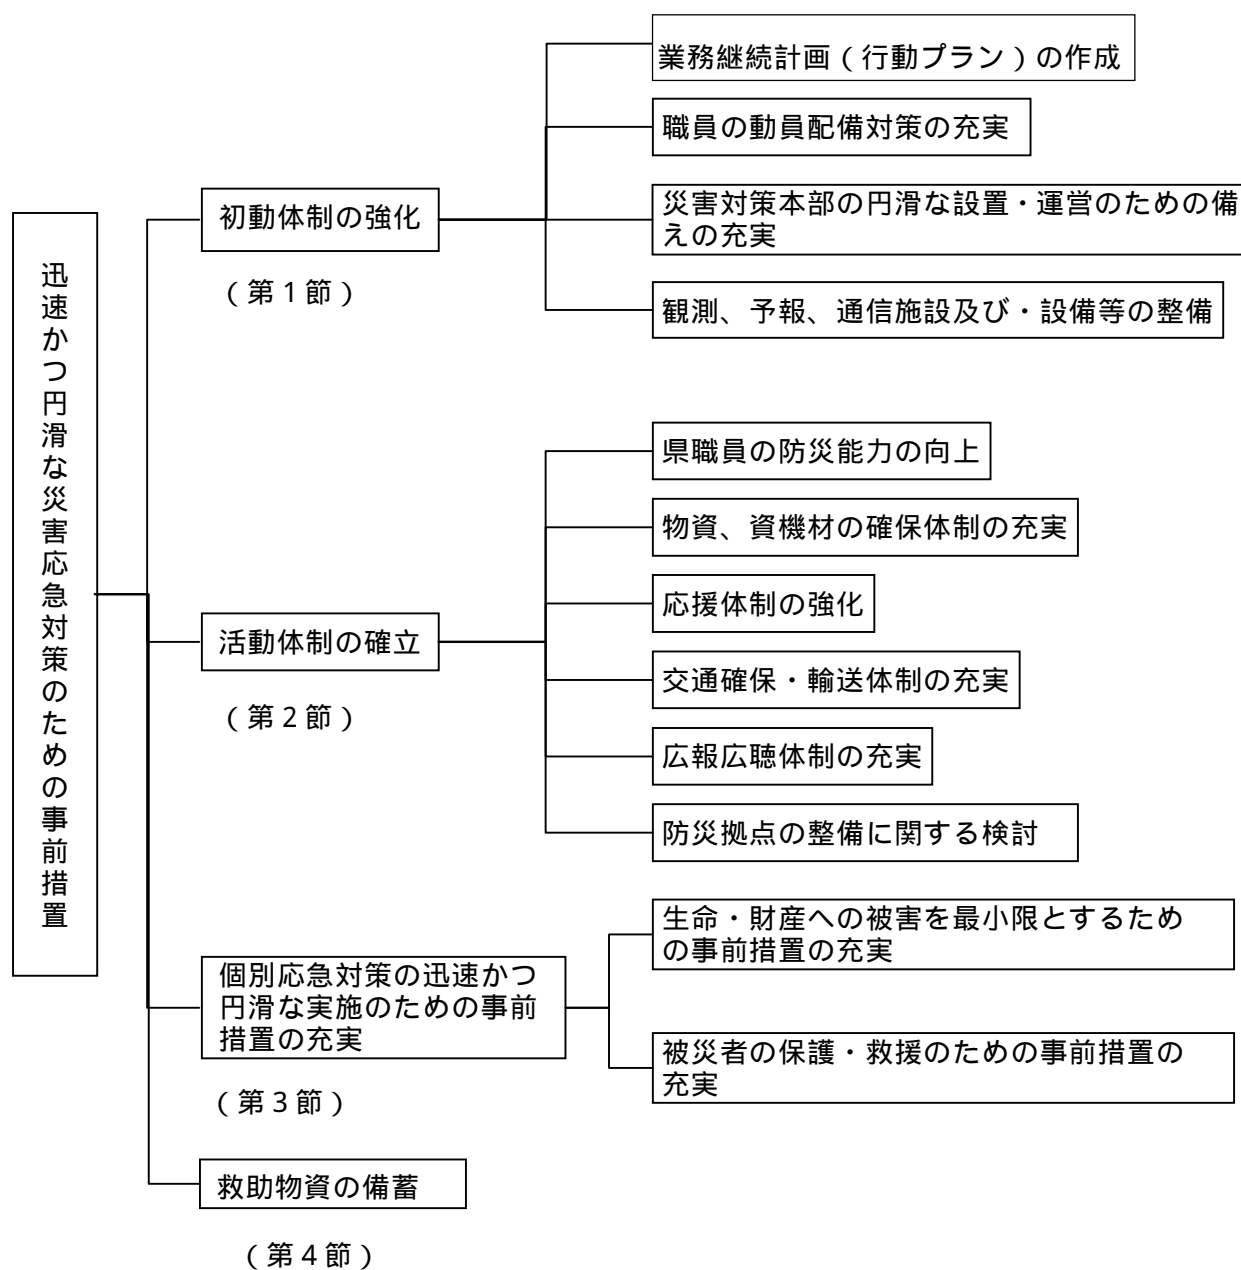 迅速かつ円滑な災害応急対策のための事前措置
初動体制の強化
（第１節）
業務継続計画（行動プラン）の作成
職員の動員配備対策の充実
災害対策本部の円滑な設置・運営のための備
えの充実
観測、予報、通信施設及び・設備等の整備
活動体制の確立
（第２節）
県職員の防災能力の向上
物資、資機材の確保体制の充実
応援体制の強化
交通確保・輸送体制の充実
広報広聴体制の充実
防災拠点の整備に関する検討
個別応急対策の迅速かつ
円滑な実施のための事前
措置の充実
（第３節）
生命・財産への被害を最小限とするため
の事前措置の充実
被災者の保護・救援のための事前措置の
充実
救助物資の備蓄
（第４節）